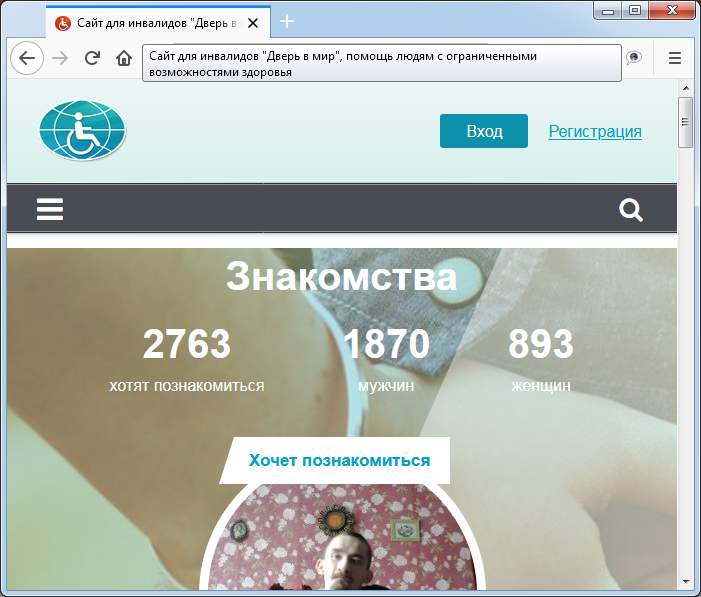 Сайт для инвалидов "Дверь в
Сайт для инвалидов "Дверь в мир", помощь людям с ограниченными
возможностями здоровья
Вход
Регистрация
Знакомства
2763
1870
893
хотят познакомиться
мужчин
женщин
Хочет познакомиться